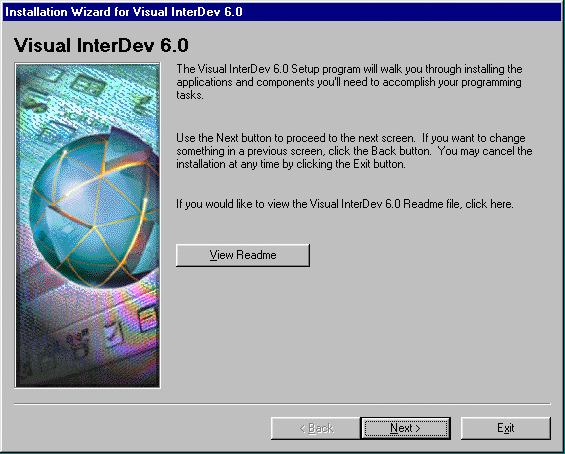 Installation Wizard for Visual InterDev 6.0
Visual InterDev 6.0
The Visual InterDev 6.0 Setup program will walk you through installing the
applications and components you'll need to accomplish your programming
tasks.
Use the Next button to proceed to the next screen.  If you want to change
something in a previous screen, click the Back button.  You may cancel the
installation at any time by clicking the Exit button.
If you would like to view the Visual InterDev 6.0 Readme file, click here.
View Readme
< Back
Next >
Exit